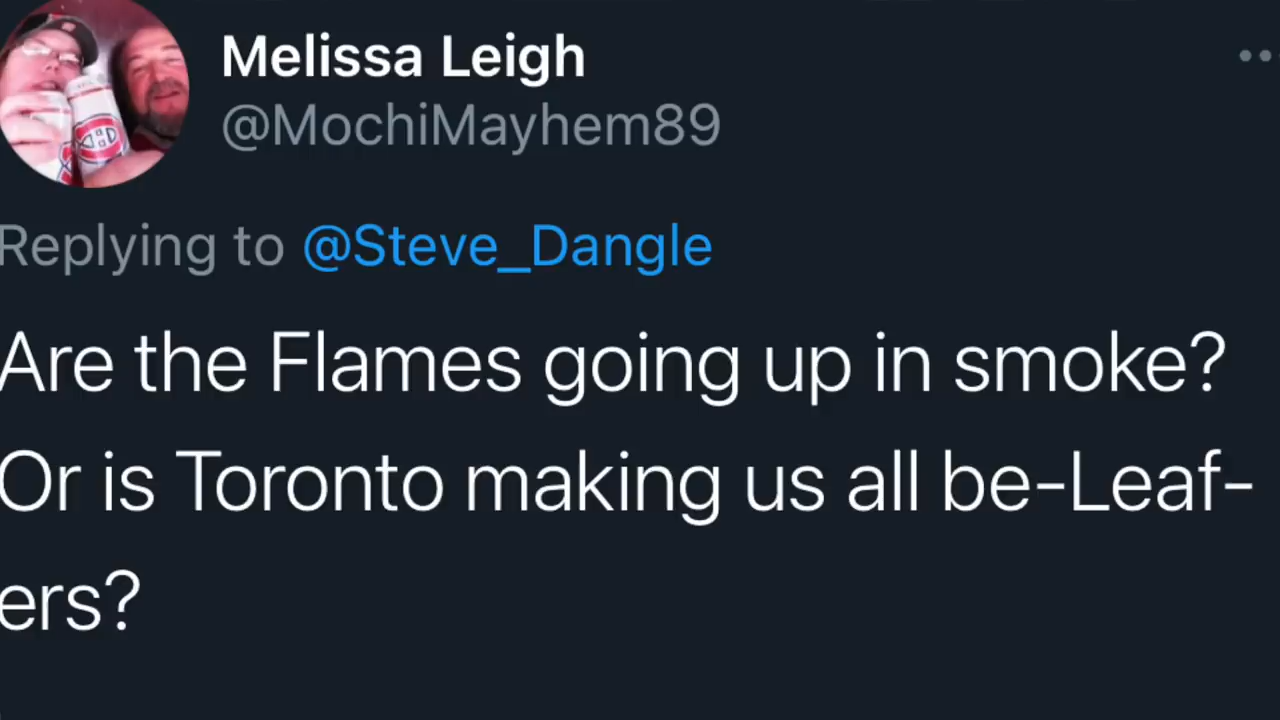 Melissa Leigh
@MochiMayhem89
Replying to @Steve_Dangle
Are the Flames going up in smoke?
Or is Toronto making us all be-Leaf-
ers?